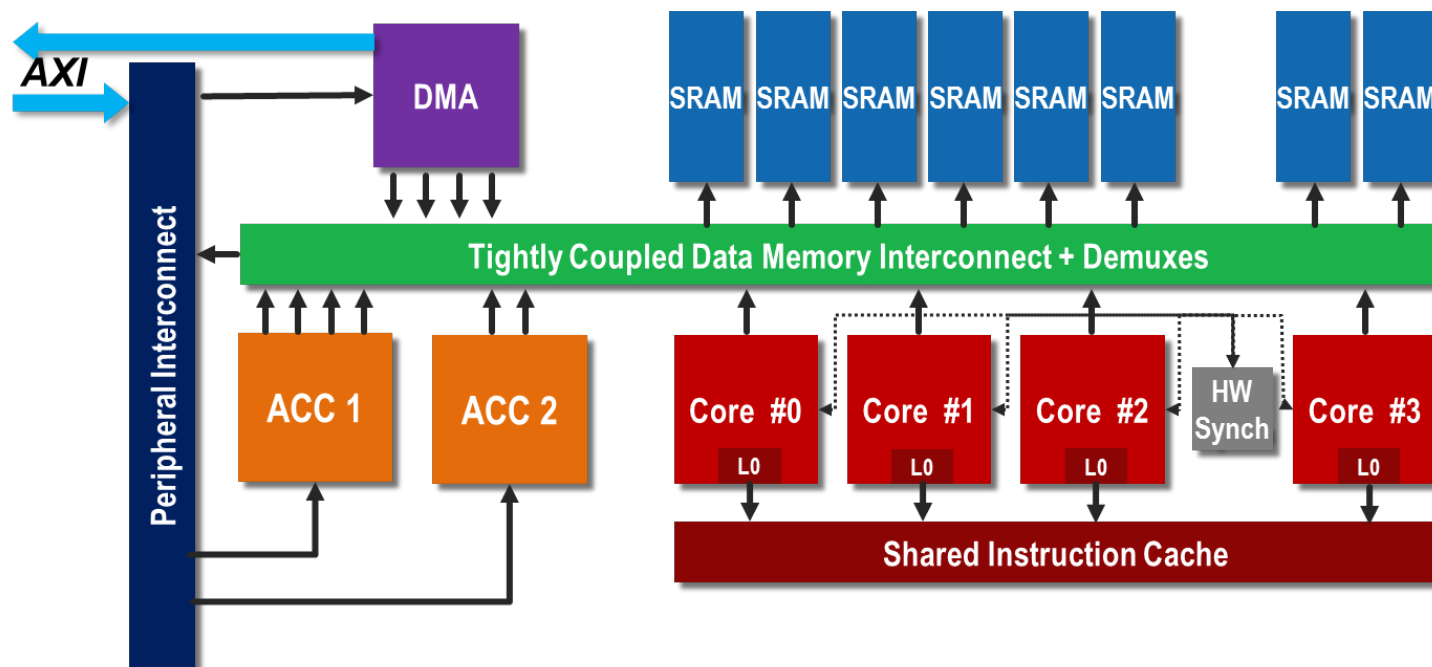 AXI
DMA
SRAM
SRAM
SRAM
SRAM
SRAM
SRAM
SRAM
SRAM
Peripheral Interconnect
Tightly Coupled Data Memory Interconnect + Demuxes
ACC 1
ACC 2
Core #0
Core #1
Core #2
HW
Synch
Core #3
L0
L0
L0
L0
Shared Instruction Cache